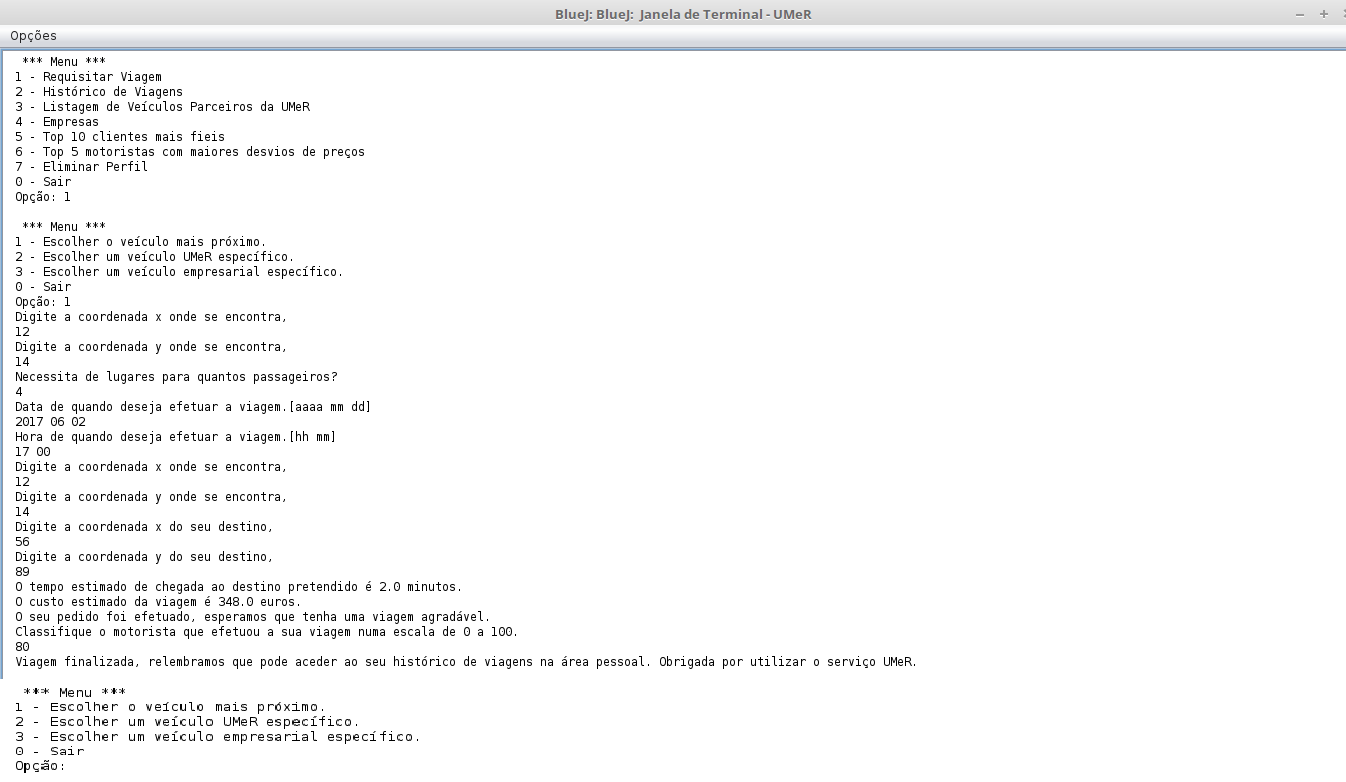 BlueJ: BlueJ: Janela de Terminal - UMeR
Opções
*** Menu ***
1 - Requisitar Viagem
2 - Histórico de Viagens
3 - Listagem de Veículos Parceiros da UMeR
4 - Empresas
5 - Top 10 clientes mais fieis
6 - Top 5 motoristas com maiores desvios de preços
7 - Eliminar Perfil
0 - Sair
Opção: 1
*** Menu ***
1 - Escolher o veículo mais próximo.
2 - Escolher um veículo UMeR específico.
3 - Escolher um veículo empresarial específico.
0 - Sair
Opção: 1
Digite a coordenada x onde se encontra,
12
Digite a coordenada y onde se encontra,
14
Necessita de lugares para quantos passageiros?
4
Data de quando deseja efetuar a viagem.[aaaa mm dd]
2017 06 02
Hora de quando deseja efetuar a viagem.[hh mm]
17 00
Digite a coordenada x onde se encontra,
12
Digite a coordenada y onde se encontra,
14
Digite a coordenada x do seu destino,
56
Digite a coordenada y do seu destino,
89
O tempo estimado de chegada ao destino pretendido é 2.0 minutos.
O custo estimado da viagem é 348.0 euros.
O seu pedido foi efetuado, esperamos que tenha uma viagem agradável.
Classifique o motorista que efetuou a sua viagem numa escala de 0 a 100.
80
Viagem finalizada, relembramos que pode aceder ao seu histórico de viagens na área pessoal. Obrigada por utilizar o serviço UMeR.
*** Menu ***
1 - Escolher o veículo mais próximo.
2 - Escolher um veículo UMeR específico.
3 - Escolher um veículo empresarial específico.
0 - Sair
Opção: